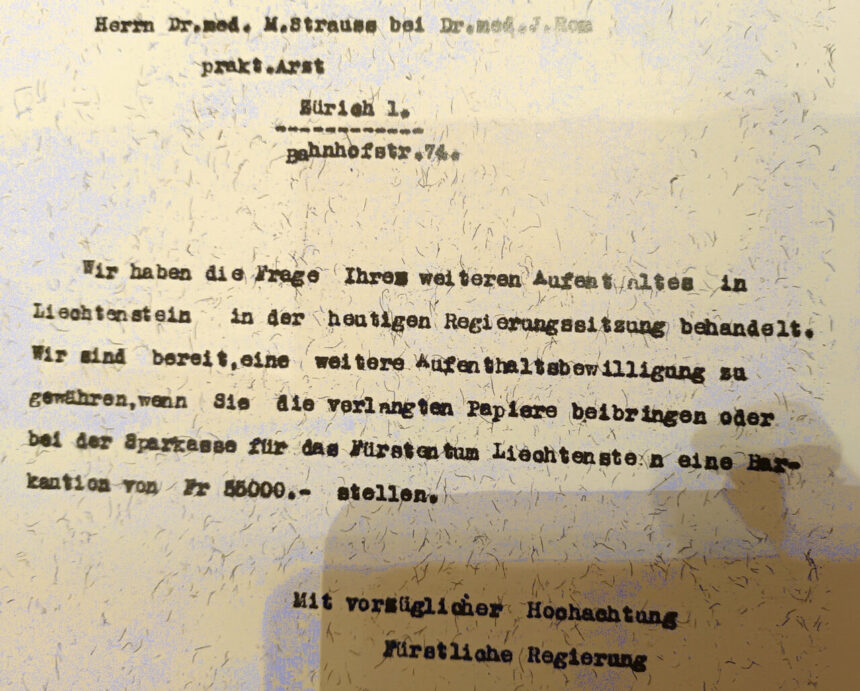 Herrn Dr.med. M.Strauss bei Dr.med.J.Rom
prakt.Arzt
Zürich 1.
Bahnhofstr.74.
Wir haben die Frage Ihres weiteren Aufent altes in
Liechtenstein in der heutigen Regierungssitzung behandelt.
Wir sind bereit,eine weitere Aufenthaltsbewilligung zu
gewähren,wenn Sie die verlangten Papiere beibringen oder
bei der Sparkasse für das Fürstentum Liechtenste n eine Bar-
kaution von Fr 55000.- stellen.
Mit vorzüglicher Hochachtung
Fürstliche Regierung